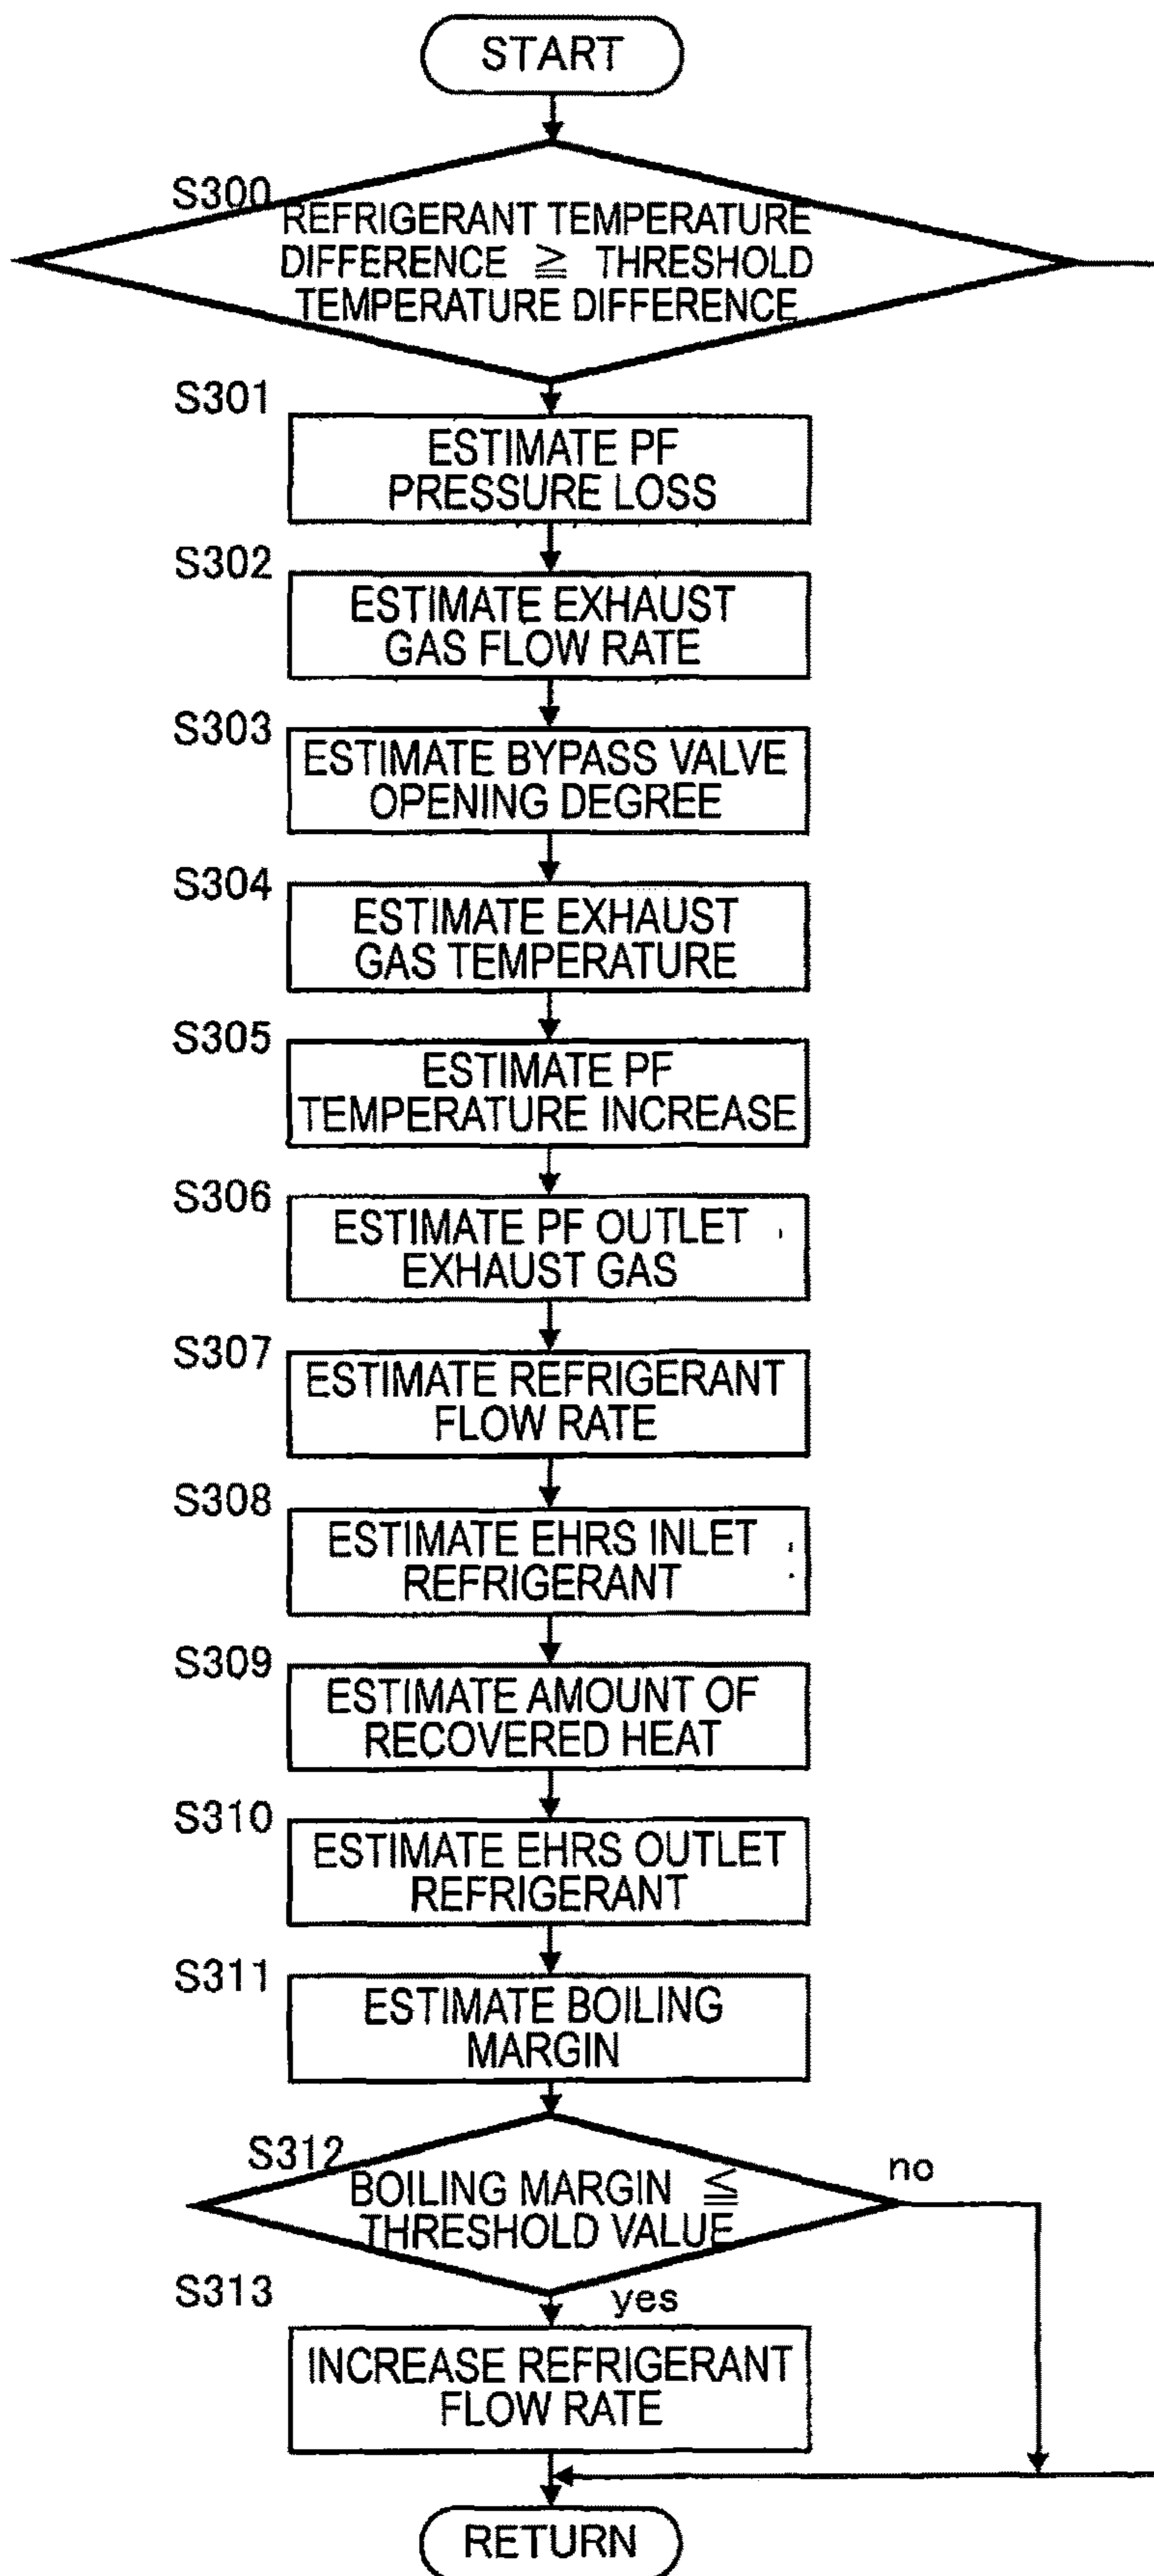 START
S300
REFRIGERANT TEMPERATURE
DIFFERENCE ≧ THRESHOLD
TEMPERATURE DIFFERENCE
S301
ESTIMATE PF
PRESSURE LOSS
S302
ESTIMATE EXHAUST
GAS FLOW RATE
S303
ESTIMATE BYPASS VALVE
OPENING DEGREE
S304
ESTIMATE EXHAUST
GAS TEMPERATURE
S305
ESTIMATE PF
TEMPERATURE INCREASE
S306
ESTIMATE PF OUTLET
EXHAUST GAS
S307
ESTIMATE REFRIGERANT
FLOW RATE
S308
ESTIMATE EHRS INLET
REFRIGERANT
S309
ESTIMATE AMOUNT OF
RECOVERED HEAT
S310
ESTIMATE EHRS OUTLET
REFRIGERANT
S311
ESTIMATE BOILING
MARGIN
S312
BOILING MARGIN ≦
THRESHOLD VALUE
no
yes
S313
INCREASE REFRIGERANT
FLOW RATE
RETURN